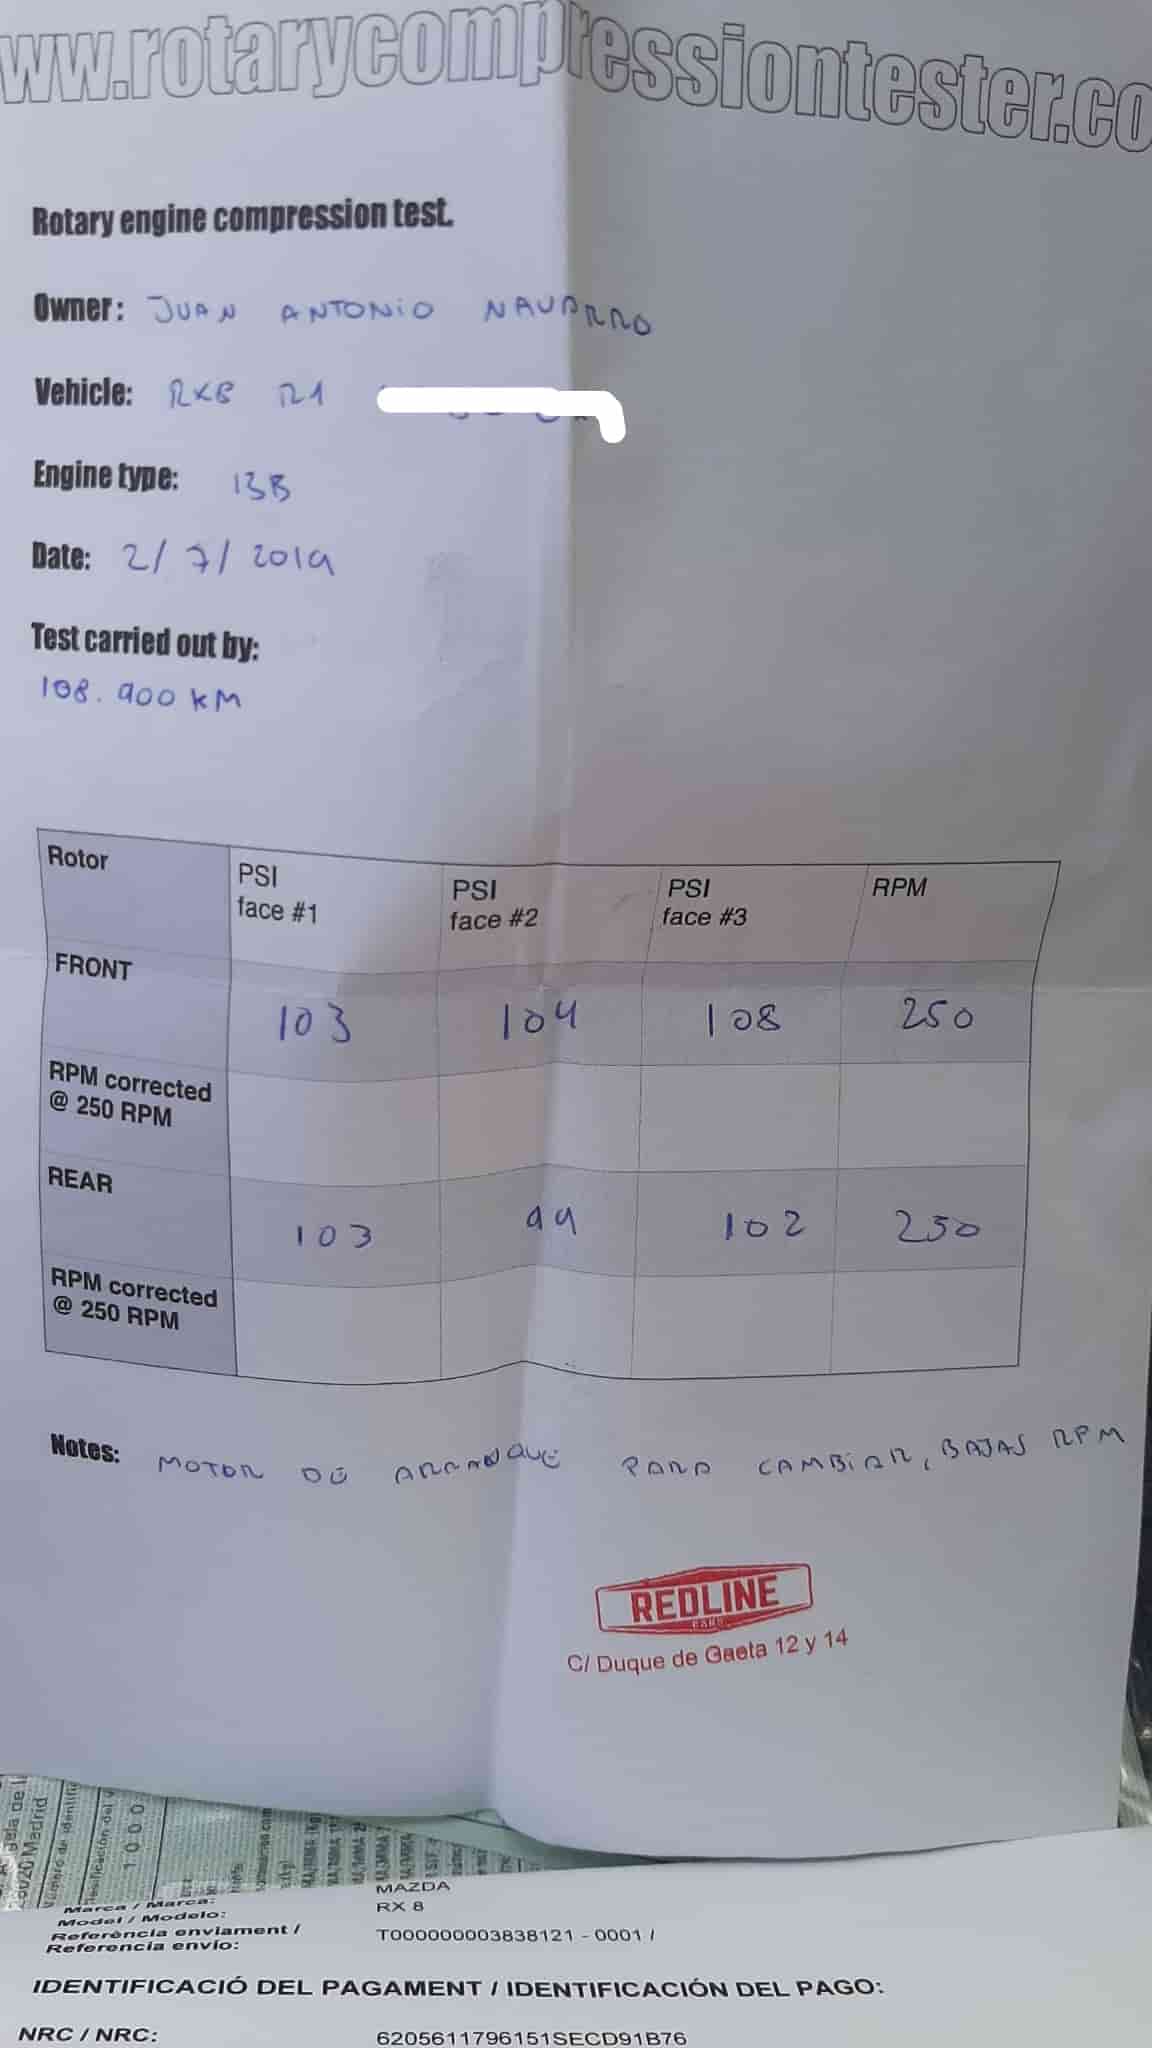 ww.rotarycompressiontester.co
Rotary engine compression test.
Owner: JUAN ANTONIO NAVARRO
Vehicle: RX8 R1
Engine type: 13B
Date: 2/7/2019
Test carried out by:
108.900 KM
Rotor PSI face #1 PSI face #2 PSI face #3 RPM
FRONT 103 104 108 250
RPM corrected @ 250 RPM
REAR 103 99 102 250
RPM corrected @ 250 RPM
Notes: MOTOR DE ARRANQUE PARA CAMBIAR, BAJAS RPM
REDLINE
C/ Duque de Gaeta 12 y 14
Madrid
1000
Marca / Marca: MAZDA
Model / Modelo: RX 8
Referència enviament /
Referencia envio: T000000003838121 - 0001 /
IDENTIFICACIÓ DEL PAGAMENT / IDENTIFICACIÓN DEL PAGO:
NRC / NRC: 6205611796151SECD91B76